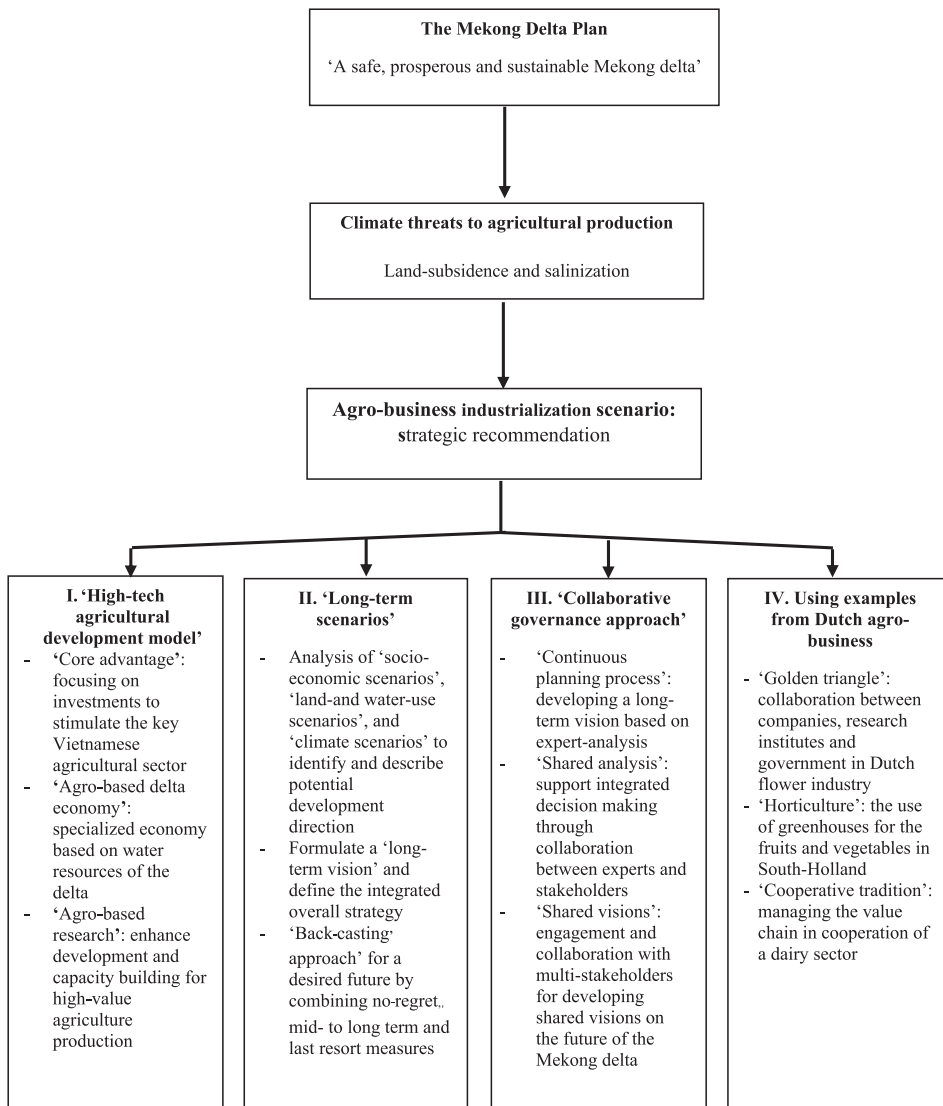 The Mekong Delta Plan
‘A safe, prosperous and sustainable Mekong delta’
Climate threats to agricultural production
Land-subsidence and salinization
Agro-business industrialization scenario:
strategic recommendation
I. ‘High-tech
agricultural
development model’
- ‘Core advantage’:
focusing on
investments to
stimulate the key
Vietnamese
agricultural sector
- ‘Agro-based delta
economy’:
specialized economy
based on water
resources of the
delta
- ‘Agro-based
research’: enhance
development and
capacity building for
high-value
agriculture
production
II. ‘Long-term
scenarios’
- Analysis of ‘socio-
economic scenarios’,
‘land-and water-use
scenarios’, and
‘climate scenarios’ to
identify and describe
potential
development
direction
- Formulate a ‘long-
term vision’ and
define the integrated
overall strategy
- ‘Back-casting’
approach’ for a
desired future by
combining no-regret,,
mid- to long term and
last resort measures
III. ‘Collaborative
governance approach’
- ‘Continuous
planning process’:
developing a long-
term vision based on
expert-analysis
- ‘Shared analysis’:
support integrated
decision making
through
collaboration
between experts and
stakeholders
- ‘Shared visions’:
engagement and
collaboration with
multi-stakeholders
for developing
shared visions on
the future of the
Mekong delta
IV. Using examples
from Dutch agro-
business
- ‘Golden triangle’:
collaboration between
companies, research
institutes and
government in Dutch
flower industry
- ‘Horticulture’: the use
of greenhouses for the
fruits and vegetables in
South-Holland
- ‘Cooperative tradition’:
managing the value
chain in cooperation of
a dairy sector